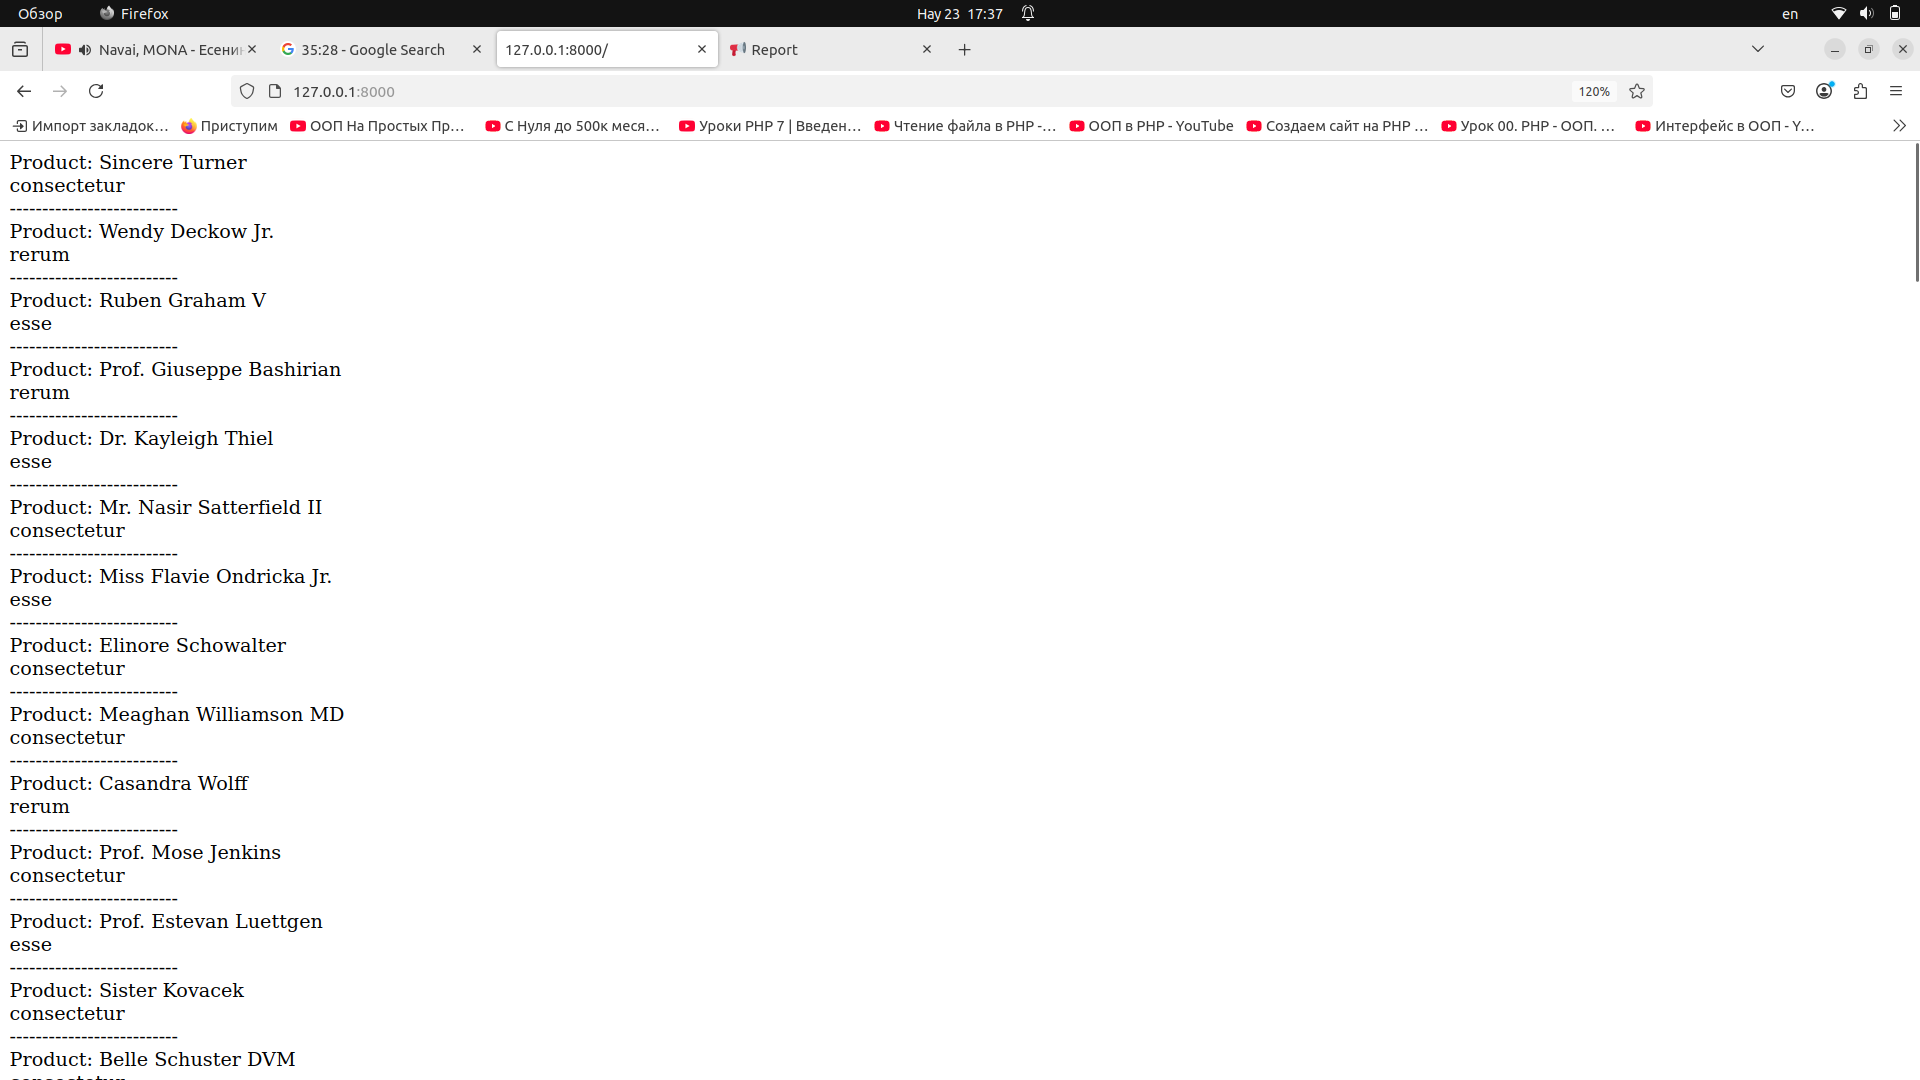 Обзор Firefox Ноя 23 17:37 en
Navai, MONA - Есени 35:28 - Google Search 127.0.0.1:8000/ Report
127.0.0.1:8000 120%
Импорт закладок… Приступим ООП На Простых Пр… С Нуля до 500к меся… Уроки PHP 7 | Введен… Чтение файла в PHP -… ООП в PHP - YouTube Создаем сайт на PHP … Урок 00. PHP - ООП. … Интерфейс в ООП - Y…
Product: Sincere Turner
consectetur
--------------------------
Product: Wendy Deckow Jr.
rerum
--------------------------
Product: Ruben Graham V
esse
--------------------------
Product: Prof. Giuseppe Bashirian
rerum
--------------------------
Product: Dr. Kayleigh Thiel
esse
--------------------------
Product: Mr. Nasir Satterfield II
consectetur
--------------------------
Product: Miss Flavie Ondricka Jr.
esse
--------------------------
Product: Elinore Schowalter
consectetur
--------------------------
Product: Meaghan Williamson MD
consectetur
--------------------------
Product: Casandra Wolff
rerum
--------------------------
Product: Prof. Mose Jenkins
consectetur
--------------------------
Product: Prof. Estevan Luettgen
esse
--------------------------
Product: Sister Kovacek
consectetur
--------------------------
Product: Belle Schuster DVM